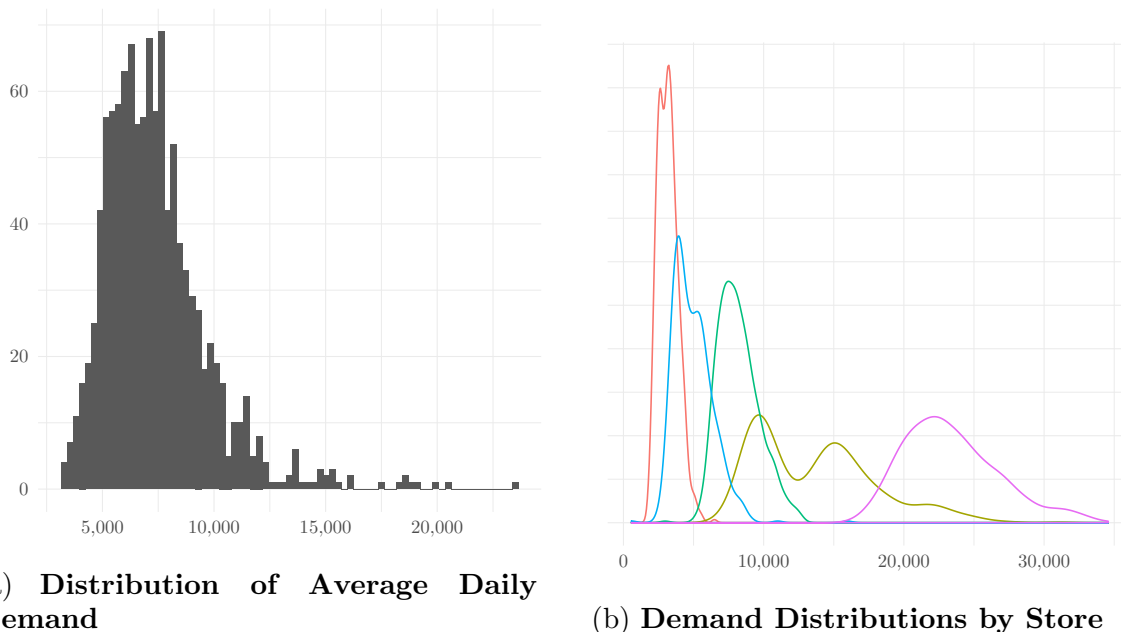 60
40
20
0
5,000 10,000 15,000 20,000
0 10,000 20,000 30,000
) Distribution of Average Daily
emand
(b) Demand Distributions by Store